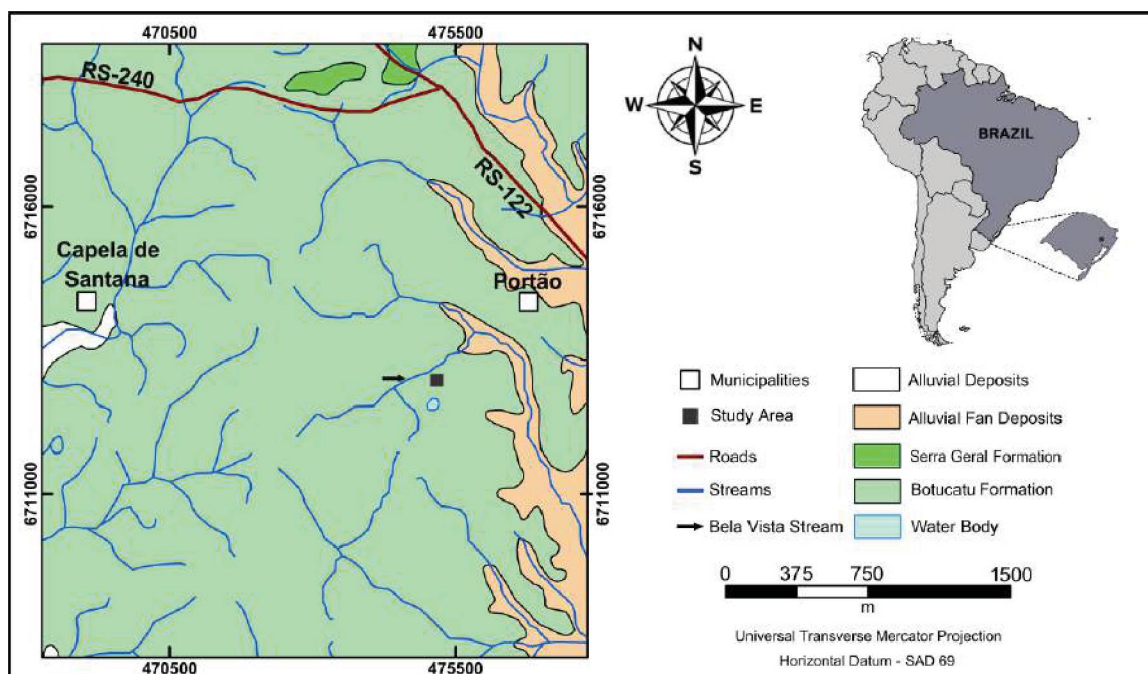 470500
475500
RS-240
RS-122
6716000
6716000
Capela de
Santana
Portão
6711000
6711000
470500
475500
N
W
E
S
BRAZIL
Municipalities
Study Area
Roads
Streams
Bela Vista Stream
Alluvial Deposits
Alluvial Fan Deposits
Serra Geral Formation
Botucatu Formation
Water Body
0 375 750 1500
m
Universal Transverse Mercator Projection
Horizontal Datum - SAD 69